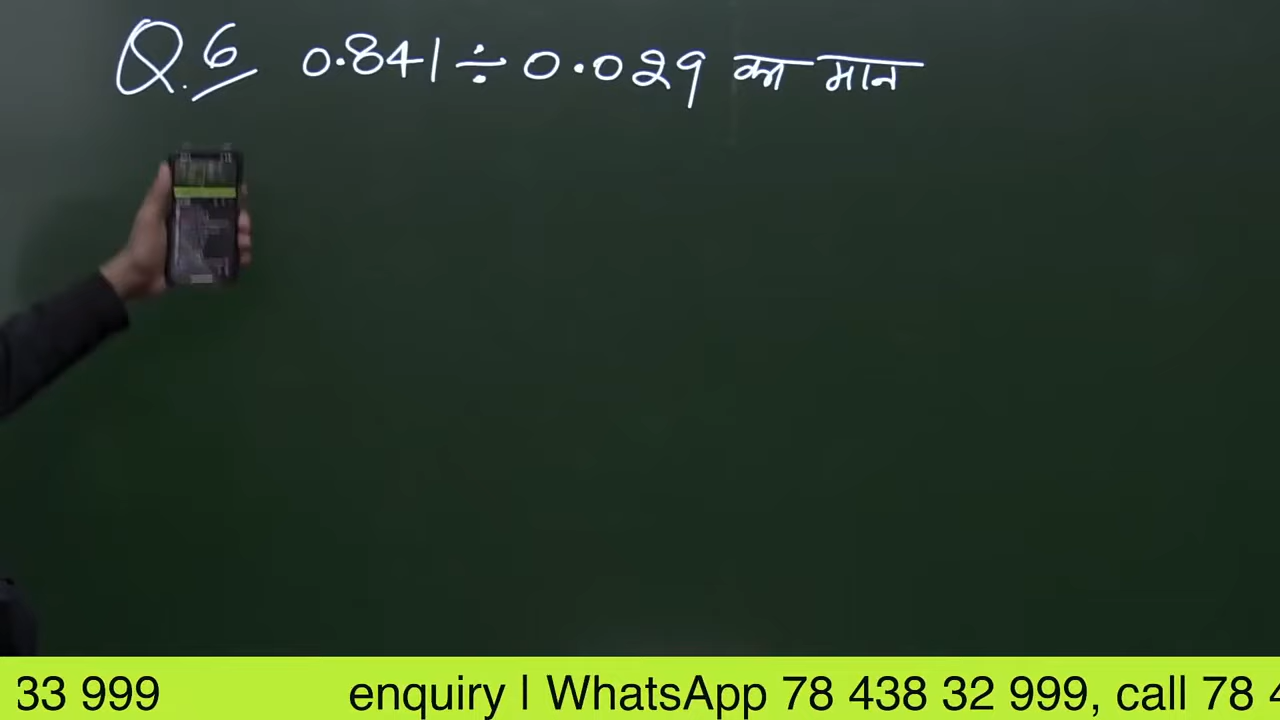 Q.6 0.841 ÷ 0.029 का मान
33 999 enquiry | WhatsApp 78 438 32 999, call 78 4